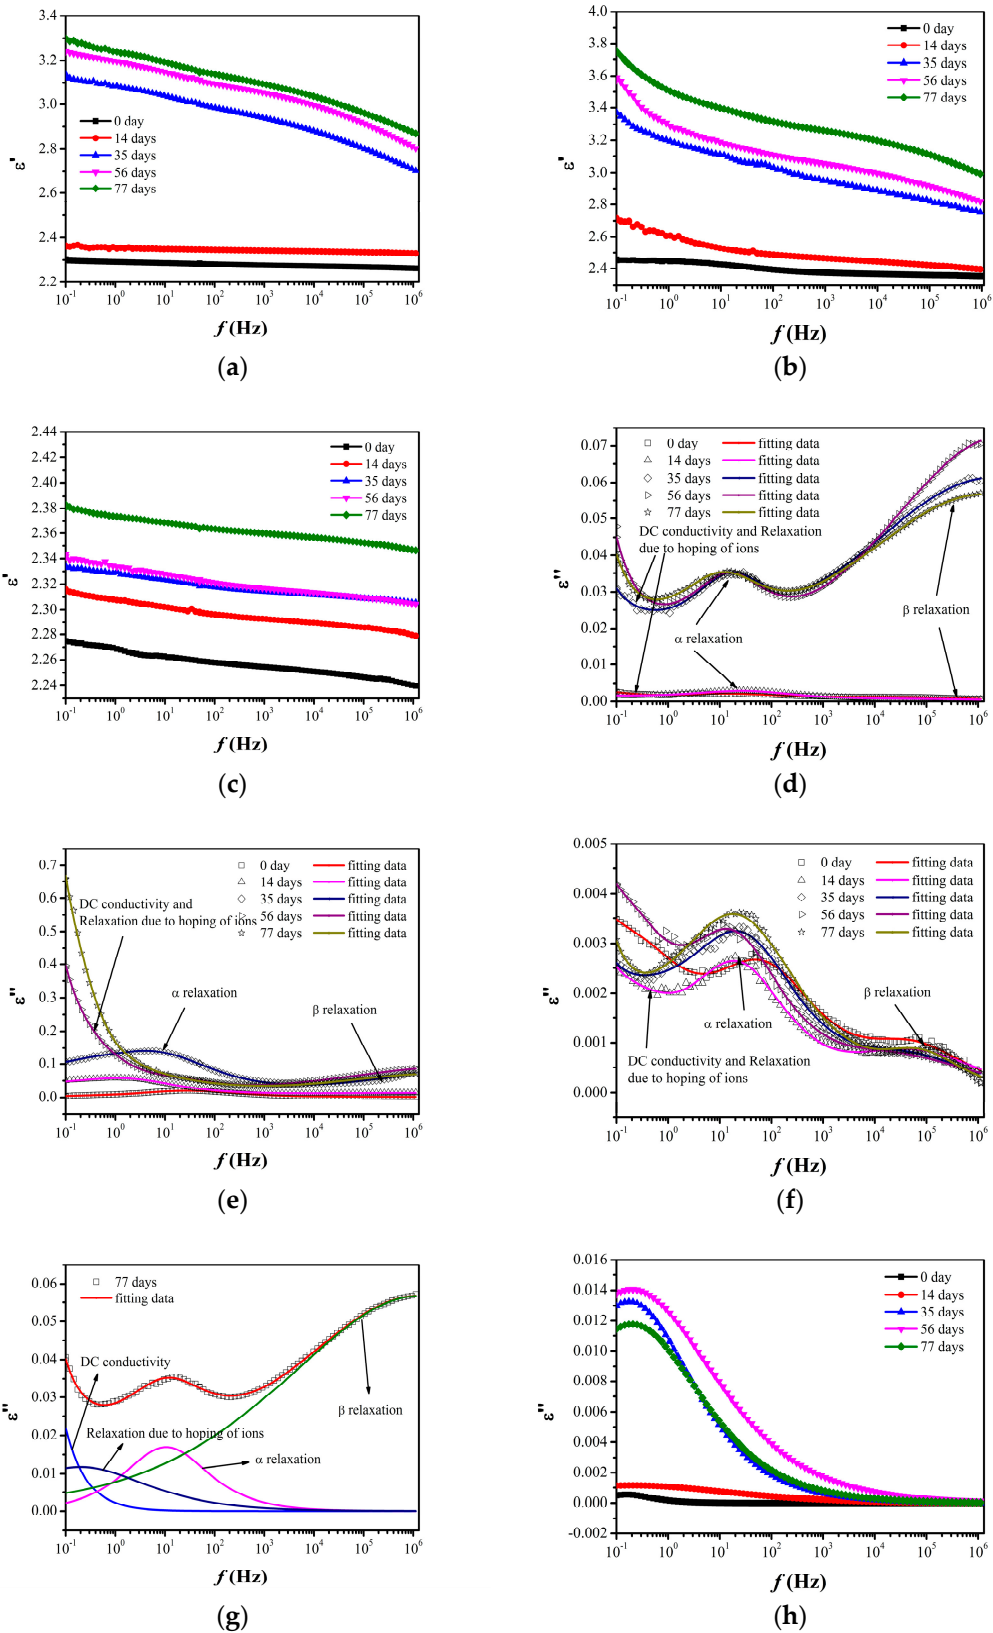 3.4
3.2
3.0
2.8
2.6
2.4
2.2
ε'
0 day
14 days
35 days
56 days
77 days
10⁻¹ 10⁰ 10¹ 10² 10³ 10⁴ 10⁵ 10⁶
f (Hz)
(a)
4.0
3.8
3.6
3.4
3.2
3.0
2.8
2.6
2.4
ε'
0 day
14 days
35 days
56 days
77 days
10⁻¹ 10⁰ 10¹ 10² 10³ 10⁴ 10⁵ 10⁶
f (Hz)
(b)
2.44
2.42
2.40
2.38
2.36
2.34
2.32
2.30
2.28
2.26
2.24
ε'
0 day
14 days
35 days
56 days
77 days
10⁻¹ 10⁰ 10¹ 10² 10³ 10⁴ 10⁵ 10⁶
f (Hz)
(c)
0.07
0.06
0.05
0.04
0.03
0.02
0.01
0.00
ε''
0 day fitting data
14 days fitting data
35 days fitting data
56 days fitting data
77 days fitting data
DC conductivity and Relaxation
due to hoping of ions
α relaxation
β relaxation
10⁻¹ 10⁰ 10¹ 10² 10³ 10⁴ 10⁵ 10⁶
f (Hz)
(d)
0.7
0.6
0.5
0.4
0.3
0.2
0.1
0.0
ε''
0 day fitting data
14 days fitting data
35 days fitting data
56 days fitting data
77 days fitting data
DC conductivity and
Relaxation due to hoping of ions
α relaxation
β relaxation
10⁻¹ 10⁰ 10¹ 10² 10³ 10⁴ 10⁵ 10⁶
f (Hz)
(e)
0.005
0.004
0.003
0.002
0.001
0.000
ε''
0 day fitting data
14 days fitting data
35 days fitting data
56 days fitting data
77 days fitting data
β relaxation
α relaxation
DC conductivity and Relaxation
due to hoping of ions
10⁻¹ 10⁰ 10¹ 10² 10³ 10⁴ 10⁵ 10⁶
f (Hz)
(f)
0.06
0.05
0.04
0.03
0.02
0.01
0.00
ε''
77 days
fitting data
DC conductivity
β relaxation
Relaxation due to hoping of ions
α relaxation
10⁻¹ 10⁰ 10¹ 10² 10³ 10⁴ 10⁵ 10⁶
f (Hz)
(g)
0.016
0.014
0.012
0.010
0.008
0.006
0.004
0.002
0.000
-0.002
ε''
0 day
14 days
35 days
56 days
77 days
10⁻¹ 10⁰ 10¹ 10² 10³ 10⁴ 10⁵ 10⁶
f (Hz)
(h)